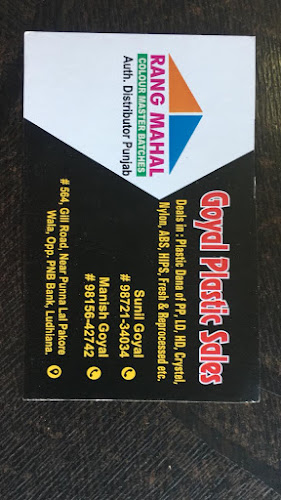 RANG MAHAL
COLOUR MASTER BATCHES
Auth. Distributor Punjab
Goyal Plastic Sales
Deals in : Plastic Dana of PP, LD, HD, Crystal,
Nylon, ABS, HIPS, Fresh & Reprocessed etc.
Sunil Goyal
# 98721-34034
Manish Goyal
# 98156-42742
# 564, Gill Road, Near Punna Lal Pakore
Wala, Opp. PNB Bank, Ludhiana.